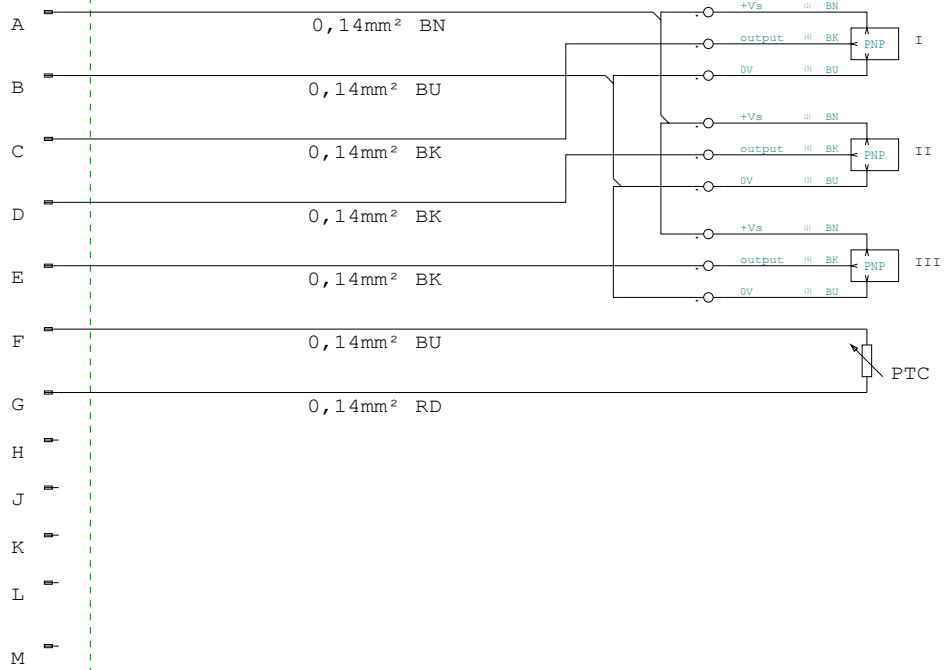 +Vs (1) BN
A 0,14mm² BN
output (4) BK PNP I
0V (3) BU
B 0,14mm² BU
+Vs (1) BN
C 0,14mm² BK
output (4) BK PNP II
0V (3) BU
D 0,14mm² BK
+Vs (1) BN
output (4) BK PNP III
E 0,14mm² BK
0V (3) BU
F 0,14mm² BU
PTC
G 0,14mm² RD
H
J
K
L
M